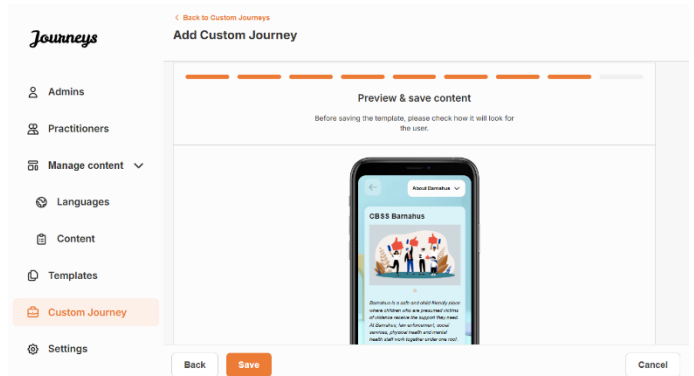 Journeys
Admins
Practitioners
Manage content
Languages
Content
Templates
Custom Journey
Settings
Back to Custom Journeys
Add Custom Journey
Preview & save content
Before saving the template, please check how it will look for
the user.
About Barnahus
CBSS Barnahus
Barnahus is a safe and child friendly place
where children who are presumed victims
of violence receive the support they need.
At Barnahus, law enforcement, social
services, physical health and mental
health staff work together under one roof.
Back
Save
Cancel